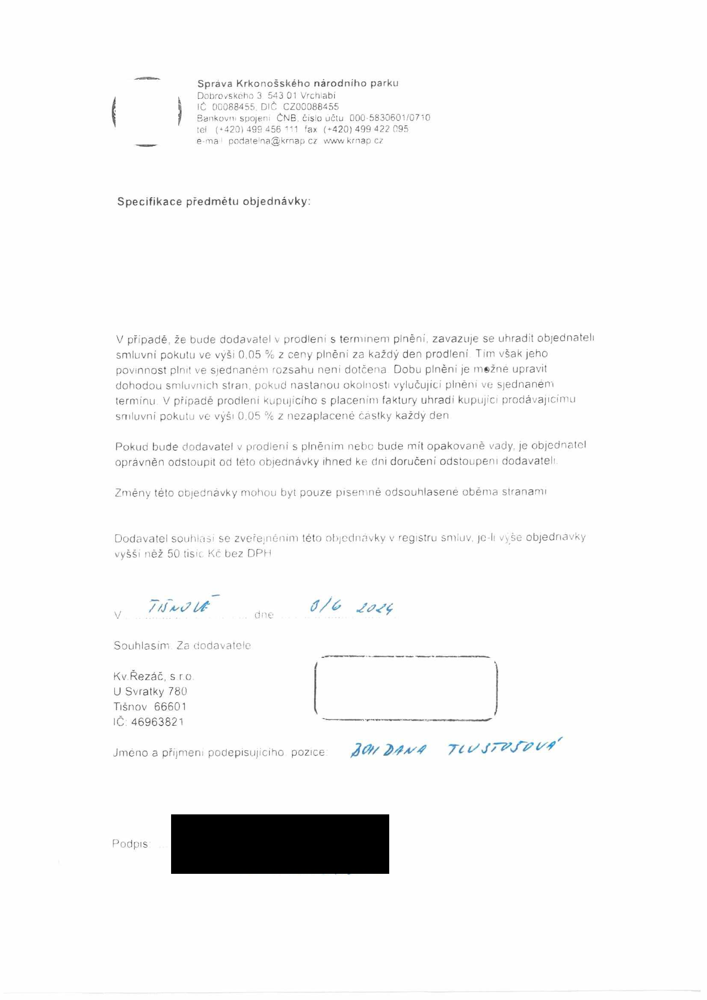 Správa Krkonošského národního parku
Dobrovského 3 543 01 Vrchlabí
IČ 00088455, DIČ CZ00088455
Bankovní spojení ČNB, číslo účtu 000-5830601/0710
tel (+420) 499 456 111 fax (+420) 499 422 095
e-mail podatelna@krnap cz www krnap cz
Specifikace předmětu objednávky:
V případě, že bude dodavatel v prodlení s termínem plnění, zavazuje se uhradit objednateli
smluvní pokutu ve výši 0,05 % z ceny plnění za každý den prodlení. Tím však jeho
povinnost plnit ve sjednaném rozsahu není dotčena. Dobu plnění je možné upravit
dohodou smluvních stran, pokud nastanou okolnosti vylučující plnění ve sjednaném
termínu. V případě prodlení kupujícího s placením faktury uhradí kupující prodávajícímu
smluvní pokutu ve výši 0,05 % z nezaplacené částky každý den
Pokud bude dodavatel v prodlení s plněním nebo bude mít opakovaně vady, je objednatel
oprávněn odstoupit od této objednávky ihned ke dni doručení odstoupení dodavateli.
Změny této objednávky mohou být pouze písemně odsouhlasené oběma stranami
Dodavatel souhlasí se zveřejněním této objednávky v registru smluv, je-li výše objednávky
vyšší něž 50 tisíc Kč bez DPH
V TIŠNOVĚ dne 3/6 2024
Souhlasím. Za dodavatele
Kv.Řezáč, s.r.o.
U Svratky 780
Tišnov 66601
IČ: 46963821
Jméno a příjmení podepisujícího, pozice: BOHDANA TLUSTOŠOVÁ
Podpis: ...